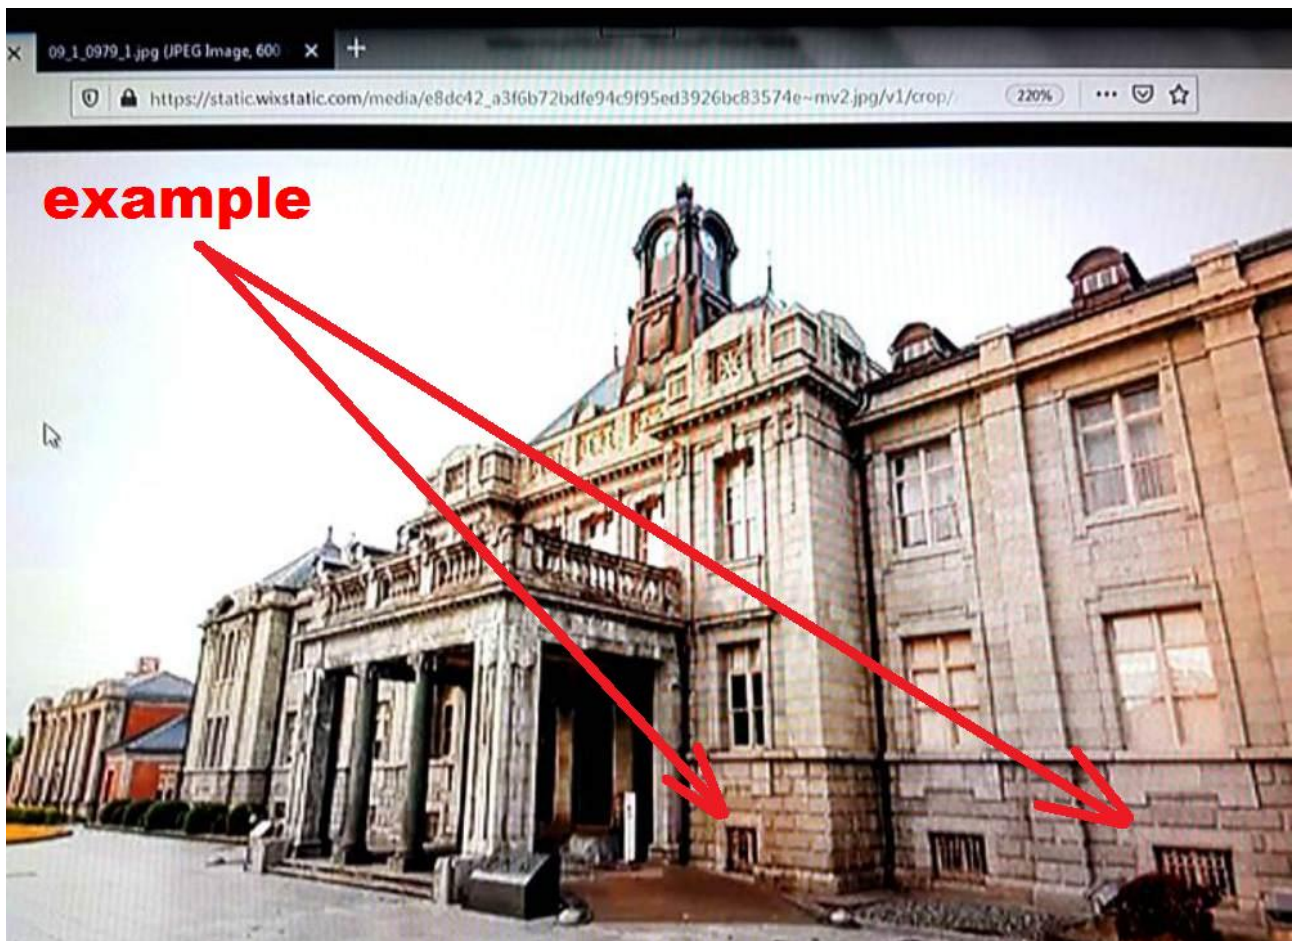 09_1_0979_1.jpg (JPEG Image, 600
https://static.wixstatic.com/media/e8dc42_a3f6b72bdfe94c9f95ed3926bc83574e~mv2.jpg/v1/crop/
220%
example